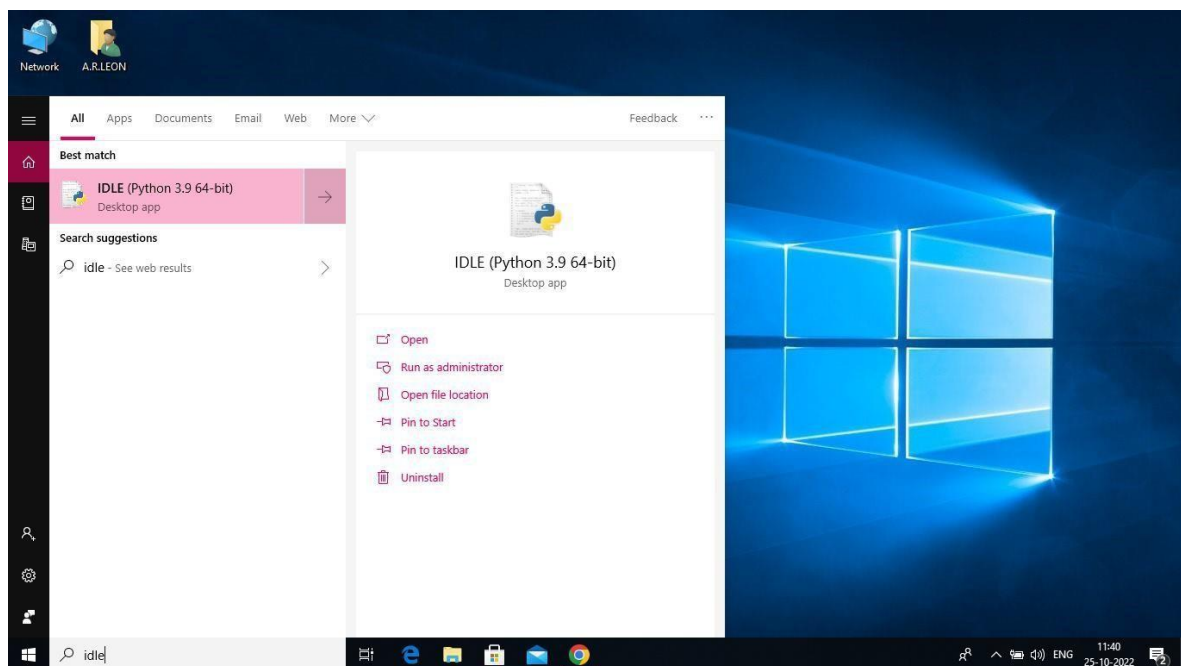 Network A.R.LEON
All Apps Documents Email Web More Feedback ...
Best match
IDLE (Python 3.9 64-bit)
Desktop app
Search suggestions
idle - See web results
IDLE (Python 3.9 64-bit)
Desktop app
Open
Run as administrator
Open file location
Pin to Start
Pin to taskbar
Uninstall
idle
ENG
11:40
25-10-2022
2